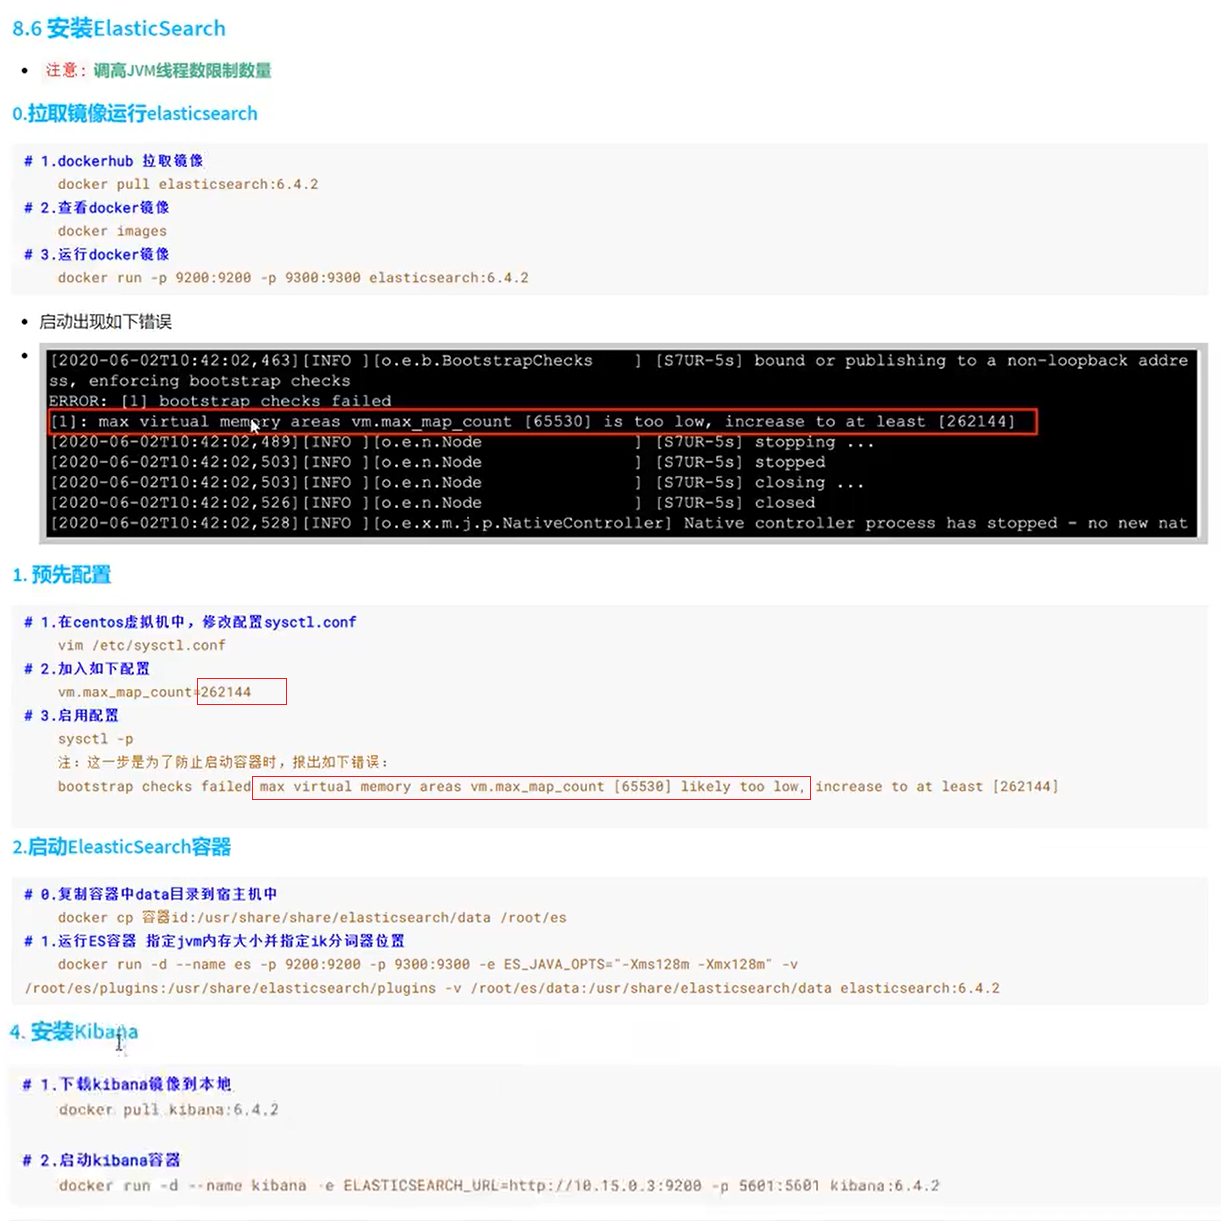 8.6 安装ElasticSearch
注意：调高JVM线程数限制数量
0.拉取镜像运行elasticsearch
# 1.dockerhub 拉取镜像
docker pull elasticsearch:6.4.2
# 2.查看docker镜像
docker images
# 3.运行docker镜像
docker run -p 9200:9200 -p 9300:9300 elasticsearch:6.4.2
启动出现如下错误
[2020-06-02T10:42:02,463][INFO ][o.e.b.BootstrapChecks    ] [S7UR-5s] bound or publishing to a non-loopback addre
ss, enforcing bootstrap checks
ERROR: [1] bootstrap checks failed
[1]: max virtual memory areas vm.max_map_count [65530] is too low, increase to at least [262144]
[2020-06-02T10:42:02,489][INFO ][o.e.n.Node               ] [S7UR-5s] stopping ...
[2020-06-02T10:42:02,503][INFO ][o.e.n.Node               ] [S7UR-5s] stopped
[2020-06-02T10:42:02,503][INFO ][o.e.n.Node               ] [S7UR-5s] closing ...
[2020-06-02T10:42:02,526][INFO ][o.e.n.Node               ] [S7UR-5s] closed
[2020-06-02T10:42:02,528][INFO ][o.e.x.m.j.p.NativeController] Native controller process has stopped - no new nat
1. 预先配置
# 1.在centos虚拟机中，修改配置sysctl.conf
vim /etc/sysctl.conf
# 2.加入如下配置
vm.max_map_count=262144
# 3.启用配置
sysctl -p
注：这一步是为了防止启动容器时，报出如下错误：
bootstrap checks failed max virtual memory areas vm.max_map_count [65530] likely too low, increase to at least [262144]
2.启动EleasticSearch容器
# 0.复制容器中data目录到宿主机中
docker cp 容器id:/usr/share/share/elasticsearch/data /root/es
# 1.运行ES容器 指定jvm内存大小并指定ik分词器位置
docker run -d --name es -p 9200:9200 -p 9300:9300 -e ES_JAVA_OPTS="-Xms128m -Xmx128m" -v
/root/es/plugins:/usr/share/elasticsearch/plugins -v /root/es/data:/usr/share/elasticsearch/data elasticsearch:6.4.2
4. 安装Kibana
# 1.下载kibana镜像到本地
docker pull kibana:6.4.2
# 2.启动kibana容器
docker run -d --name kibana -e ELASTICSEARCH_URL=http://10.15.0.3:9200 -p 5601:5601 kibana:6.4.2